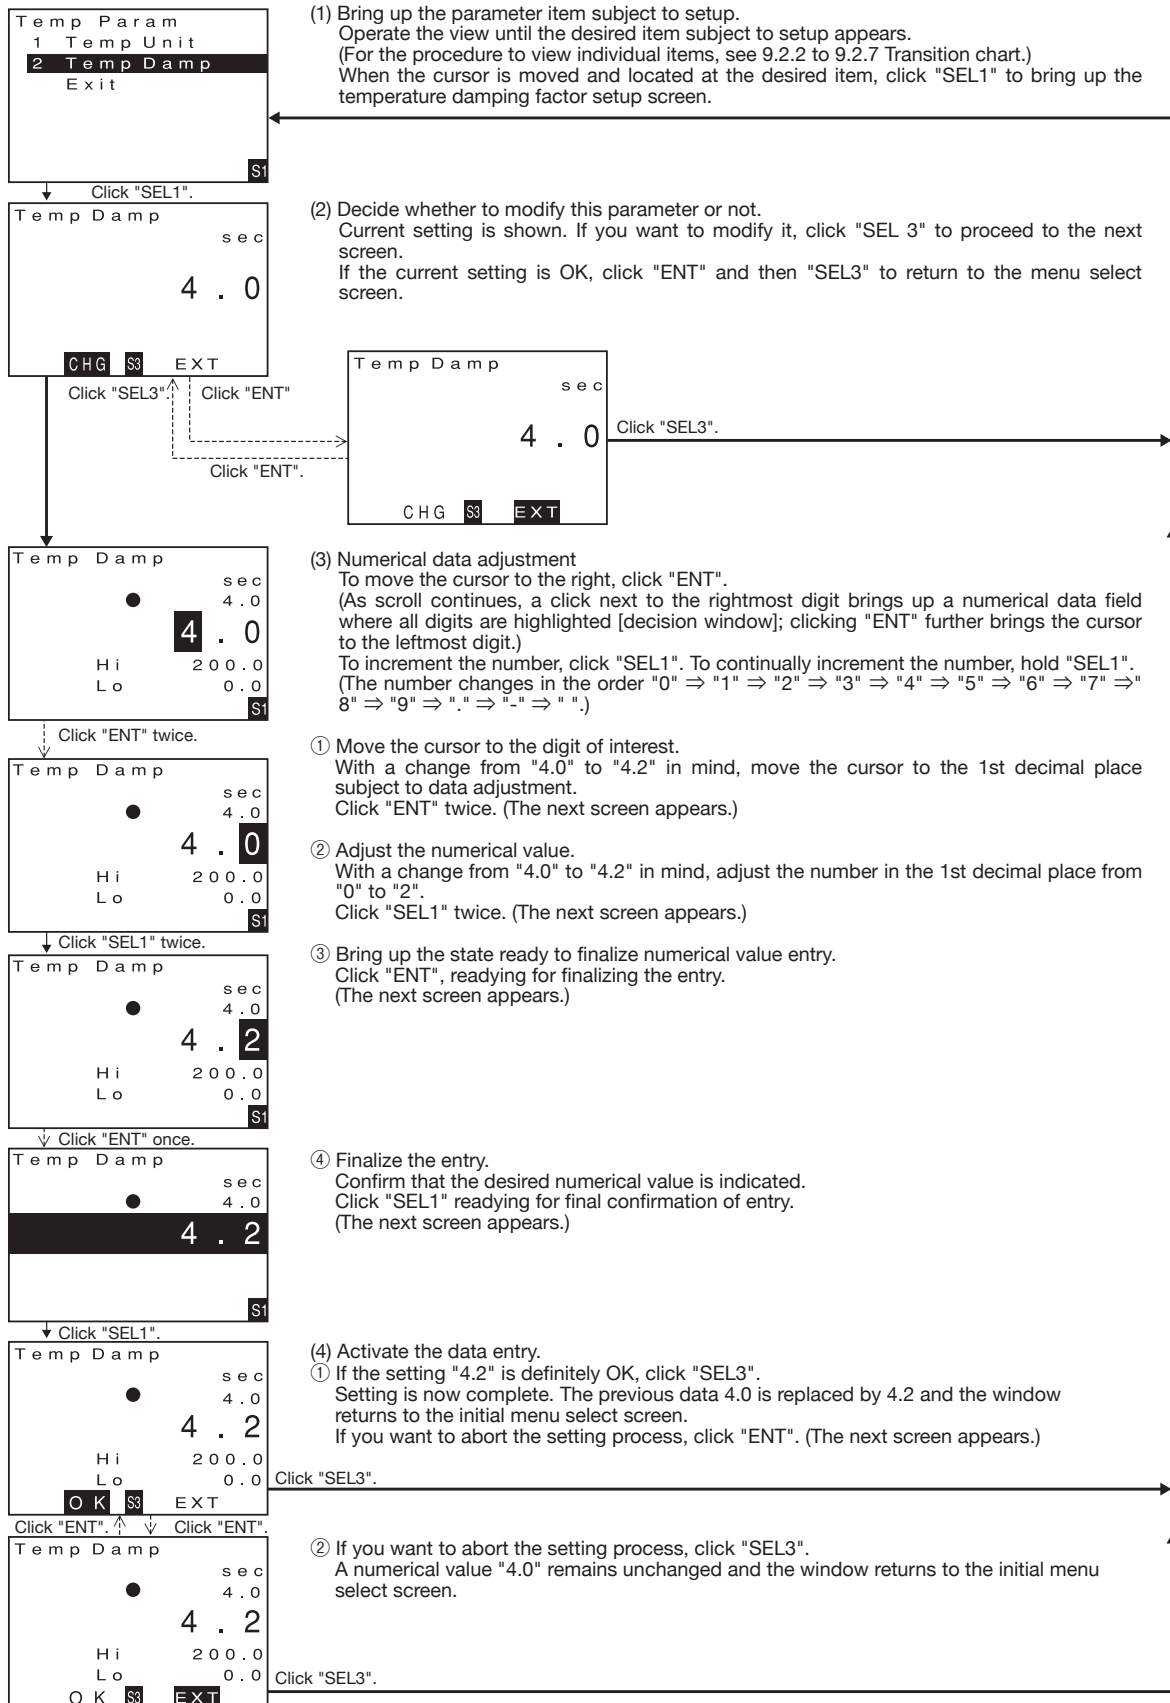 Temp Param
1 Temp Unit
2 Temp Damp
Exit
S1
(1) Bring up the parameter item subject to setup.
Operate the view until the desired item subject to setup appears.
(For the procedure to view individual items, see 9.2.2 to 9.2.7 Transition chart.)
When the cursor is moved and located at the desired item, click "SEL1" to bring up the
temperature damping factor setup screen.
Click "SEL1".
Temp Damp
sec
4.0
CHG S3 EXT
(2) Decide whether to modify this parameter or not.
Current setting is shown. If you want to modify it, click "SEL 3" to proceed to the next
screen.
If the current setting is OK, click "ENT" and then "SEL3" to return to the menu select
screen.
Click "SEL3".
Click "ENT"
Click "ENT".
Temp Damp
sec
4.0
CHG S3 EXT
Click "SEL3".
Temp Damp
sec
4.0
4.0
Hi 200.0
Lo 0.0
S1
(3) Numerical data adjustment
To move the cursor to the right, click "ENT".
(As scroll continues, a click next to the rightmost digit brings up a numerical data field
where all digits are highlighted [decision window]; clicking "ENT" further brings the cursor
to the leftmost digit.)
To increment the number, click "SEL1". To continually increment the number, hold "SEL1".
(The number changes in the order "0" ⇒ "1" ⇒ "2" ⇒ "3" ⇒ "4" ⇒ "5" ⇒ "6" ⇒ "7" ⇒"
8" ⇒ "9" ⇒ "." ⇒ "-" ⇒ " ".)
Click "ENT" twice.
Temp Damp
sec
4.0
4.0
Hi 200.0
Lo 0.0
S1
① Move the cursor to the digit of interest.
With a change from "4.0" to "4.2" in mind, move the cursor to the 1st decimal place
subject to data adjustment.
Click "ENT" twice. (The next screen appears.)
② Adjust the numerical value.
With a change from "4.0" to "4.2" in mind, adjust the number in the 1st decimal place from
"0" to "2".
Click "SEL1" twice. (The next screen appears.)
Click "SEL1" twice.
Temp Damp
sec
4.0
4.2
Hi 200.0
Lo 0.0
S1
③ Bring up the state ready to finalize numerical value entry.
Click "ENT", readying for finalizing the entry.
(The next screen appears.)
Click "ENT" once.
Temp Damp
sec
4.0
4.2
S1
④ Finalize the entry.
Confirm that the desired numerical value is indicated.
Click "SEL1" readying for final confirmation of entry.
(The next screen appears.)
Click "SEL1".
Temp Damp
sec
4.0
4.2
Hi 200.0
Lo 0.0
OK S3 EXT
(4) Activate the data entry.
① If the setting "4.2" is definitely OK, click "SEL3".
Setting is now complete. The previous data 4.0 is replaced by 4.2 and the window
returns to the initial menu select screen.
If you want to abort the setting process, click "ENT". (The next screen appears.)
Click "SEL3".
Click "ENT".
Click "ENT".
Temp Damp
sec
4.0
4.2
Hi 200.0
Lo 0.0
OK S3 EXT
② If you want to abort the setting process, click "SEL3".
A numerical value "4.0" remains unchanged and the window returns to the initial menu
select screen.
Click "SEL3".